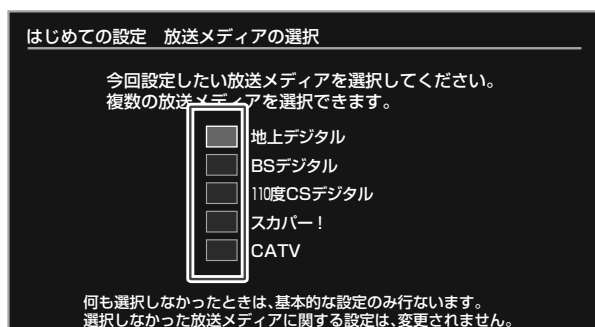 はじめての設定　放送メディアの選択
今回設定したい放送メディアを選択してください。
複数の放送メディアを選択できます。
地上デジタル
BSデジタル
110度CSデジタル
スカパー！
CATV
何も選択しなかったときは、基本的な設定のみ行ないます。
選択しなかった放送メディアに関する設定は、変更されません。